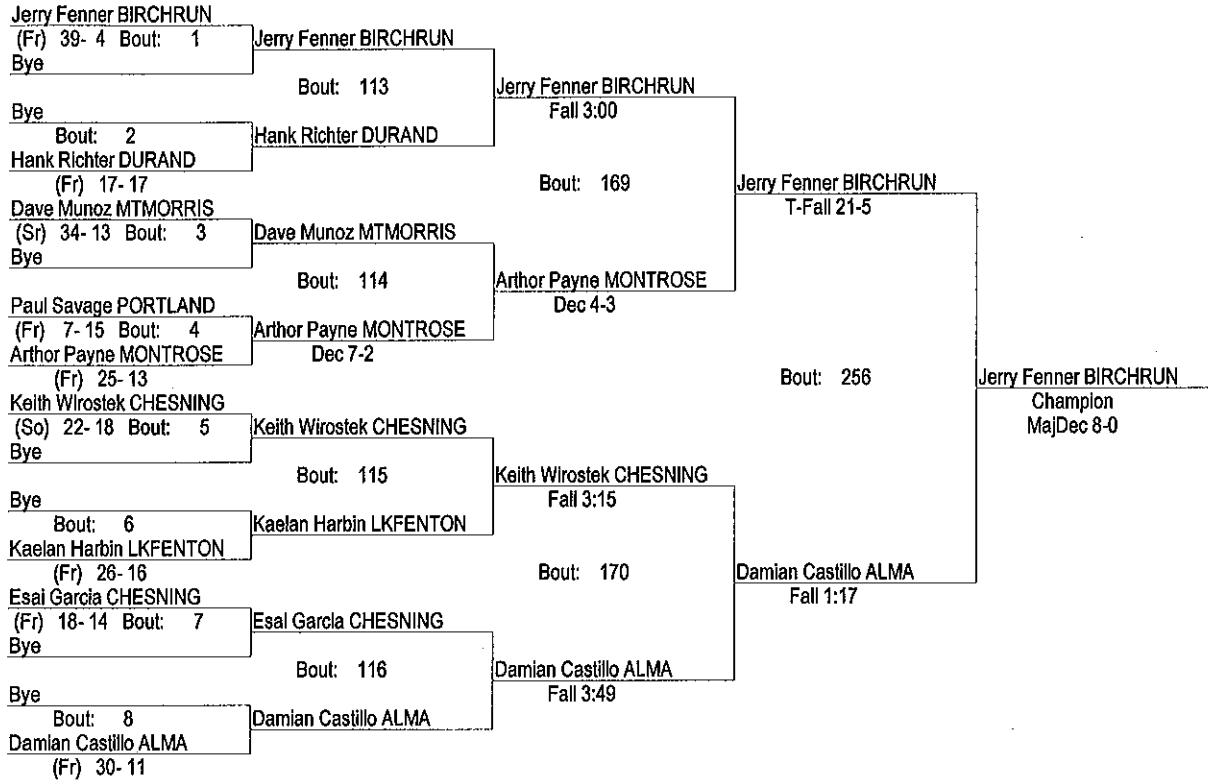 Jerry Fenner BIRCHRUN
(Fr) 39- 4 Bout: 1
Bye
Bye
Bout: 2
Hank Richter DURAND
(Fr) 17- 17
Dave Munoz MTMORRIS
(Sr) 34- 13 Bout: 3
Bye
Paul Savage PORTLAND
(Fr) 7- 15 Bout: 4
Arthor Payne MONTROSE
(Fr) 25- 13
Keith Wirostek CHESNING
(So) 22- 18 Bout: 5
Bye
Bye
Bout: 6
Kaelan Harbin LKFENTON
(Fr) 26- 16
Esai Garcia CHESNING
(Fr) 18- 14 Bout: 7
Bye
Bye
Bout: 8
Damian Castillo ALMA
(Fr) 30- 11
Jerry Fenner BIRCHRUN
Bout: 113
Hank Richter DURAND
Dave Munoz MTMORRIS
Bout: 114
Arthor Payne MONTROSE
Dec 7-2
Keith Wirostek CHESNING
Bout: 115
Kaelan Harbin LKFENTON
Esai Garcia CHESNING
Bout: 116
Damian Castillo ALMA
Jerry Fenner BIRCHRUN
Fall 3:00
Bout: 169
Arthor Payne MONTROSE
Dec 4-3
Keith Wirostek CHESNING
Fall 3:15
Bout: 170
Damian Castillo ALMA
Fall 3:49
Jerry Fenner BIRCHRUN
T-Fall 21-5
Bout: 256
Damian Castillo ALMA
Fall 1:17
Jerry Fenner BIRCHRUN
Champion
MajDec 8-0